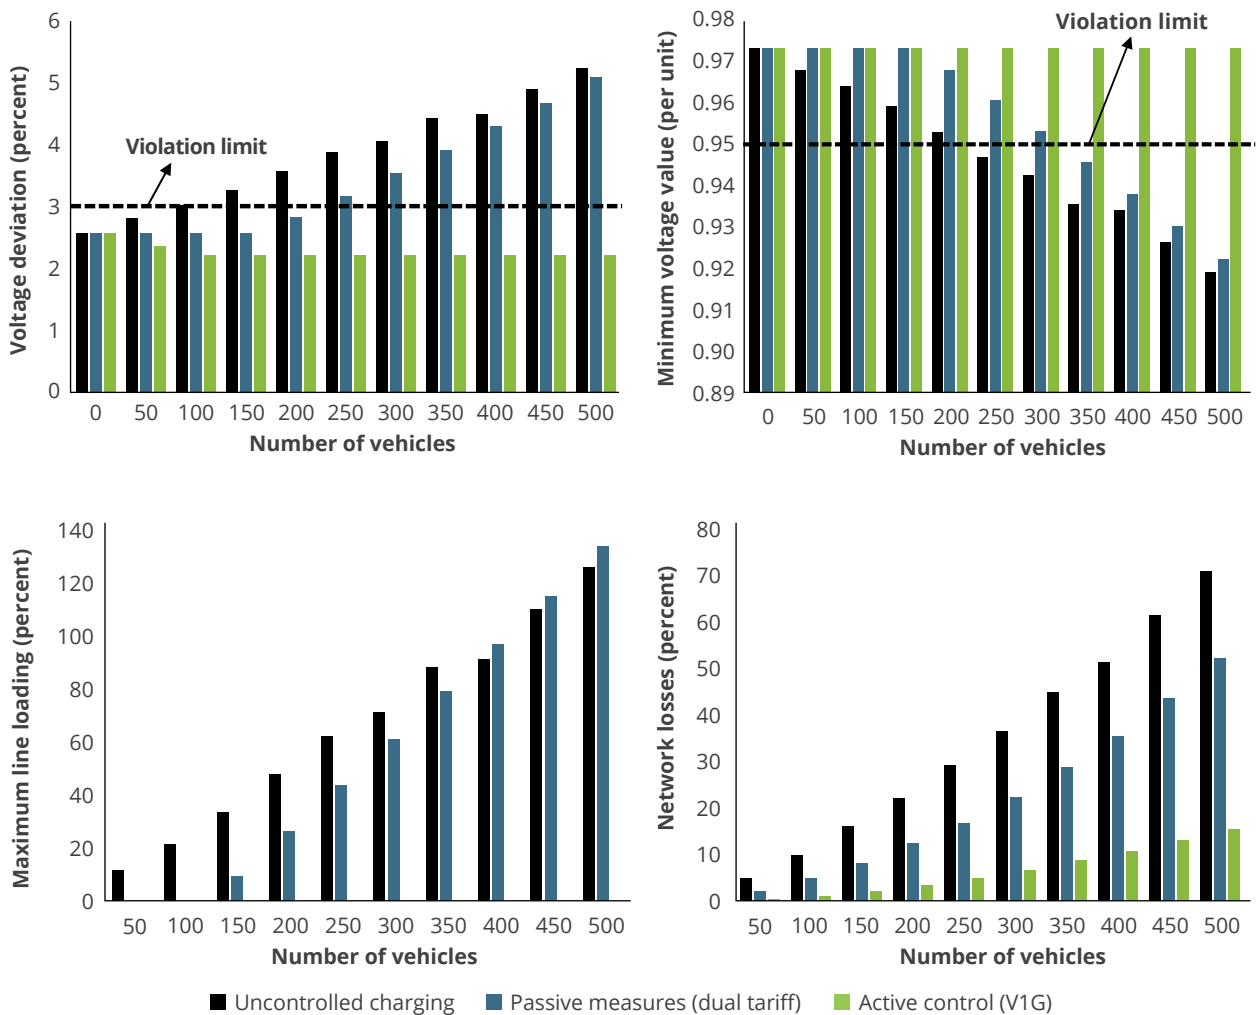 Voltage deviation (percent)
6
5
4
3
2
1
0
Violation limit
0 50 100 150 200 250 300 350 400 450 500
Number of vehicles
Minimum voltage value (per unit)
0.98
0.97
0.96
0.95
0.94
0.93
0.92
0.91
0.90
0.89
Violation limit
0 50 100 150 200 250 300 350 400 450 500
Number of vehicles
Maximum line loading (percent)
140
120
100
80
60
40
20
0
50 100 150 200 250 300 350 400 450 500
Number of vehicles
Network losses (percent)
80
70
60
50
40
30
20
10
0
50 100 150 200 250 300 350 400 450 500
Number of vehicles
Uncontrolled charging Passive measures (dual tariff) Active control (V1G)